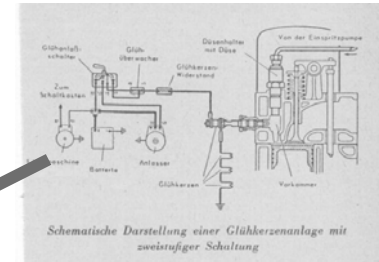 Glühanlaß-
schalter
Glüh-
überwacher
Glühkerzen-
Widerstand
Düsenhalter
mit Düse
Von der Einspritzpumpe
Zum
Schaltkasten
Batterie
Anlasser
Glühkerzen
Vorkammer
Schematische Darstellung einer Glühkerzenanlage mit
zweistufiger Schaltung